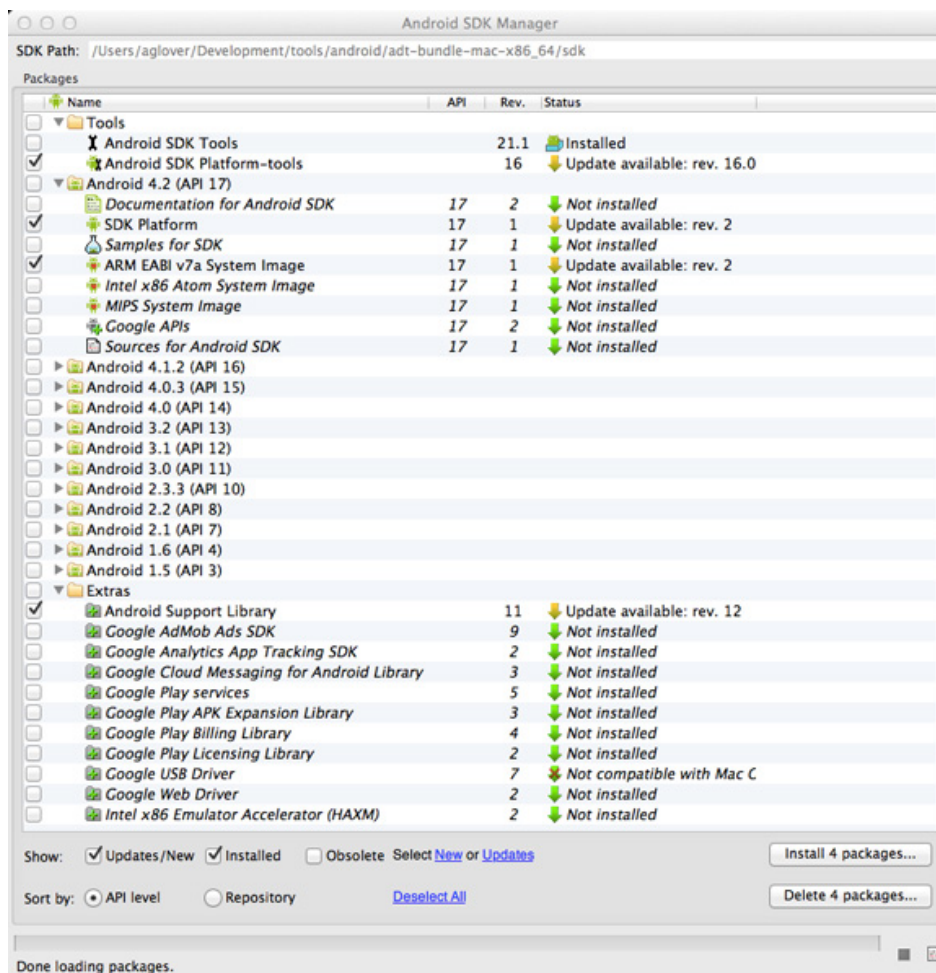 Android SDK Manager
SDK Path: /Users/aglover/Development/tools/android/adt-bundle-mac-x86_64/sdk
Packages
Name API Rev. Status
Tools
Android SDK Tools 21.1 Installed
Android SDK Platform-tools 16 Update available: rev. 16.0
Android 4.2 (API 17)
Documentation for Android SDK 17 2 Not installed
SDK Platform 17 1 Update available: rev. 2
Samples for SDK 17 1 Not installed
ARM EABI v7a System Image 17 1 Update available: rev. 2
Intel x86 Atom System Image 17 1 Not installed
MIPS System Image 17 1 Not installed
Google APIs 17 2 Not installed
Sources for Android SDK 17 1 Not installed
Android 4.1.2 (API 16)
Android 4.0.3 (API 15)
Android 4.0 (API 14)
Android 3.2 (API 13)
Android 3.1 (API 12)
Android 3.0 (API 11)
Android 2.3.3 (API 10)
Android 2.2 (API 8)
Android 2.1 (API 7)
Android 1.6 (API 4)
Android 1.5 (API 3)
Extras
Android Support Library 11 Update available: rev. 12
Google AdMob Ads SDK 9 Not installed
Google Analytics App Tracking SDK 2 Not installed
Google Cloud Messaging for Android Library 3 Not installed
Google Play services 5 Not installed
Google Play APK Expansion Library 3 Not installed
Google Play Billing Library 4 Not installed
Google Play Licensing Library 2 Not installed
Google USB Driver 7 Not compatible with Mac O
Google Web Driver 2 Not installed
Intel x86 Emulator Accelerator (HAXM) 2 Not installed
Show: Updates/New Installed Obsolete Select New or Updates Install 4 packages...
Sort by: API level Repository Deselect All Delete 4 packages...
Done loading packages.